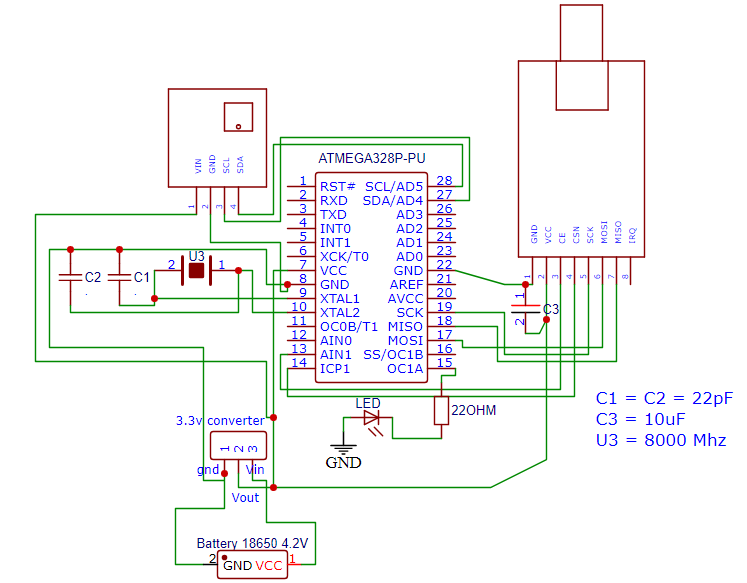 VIN GND SCL SDA
1 2 3 4
GND VCC CE CSN SCK MOSI MISO IRQ
1 2 3 4 5 6 7 8
ATMEGA328P-PU
1 RST# SCL/AD5 28
2 RXD SDA/AD4 27
3 TXD AD3 26
4 INT0 AD2 25
5 INT1 AD1 24
6 XCK/T0 AD0 23
7 VCC GND 22
8 GND AREF 21
9 XTAL1 AVCC 20
10 XTAL2 SCK 19
11 OC0B/T1 MISO 18
12 AIN0 MOSI 17
13 AIN1 SS/OC1B 16
14 ICP1 OC1A 15
C2 C1
2 U3 1
1 C3 2
LED
22OHM
GND
C1 = C2 = 22pF
C3 = 10uF
U3 = 8000 Mhz
3.3v converter
1 2 3
gnd Vin
Vout
Battery 18650 4.2V
2 GND VCC 1